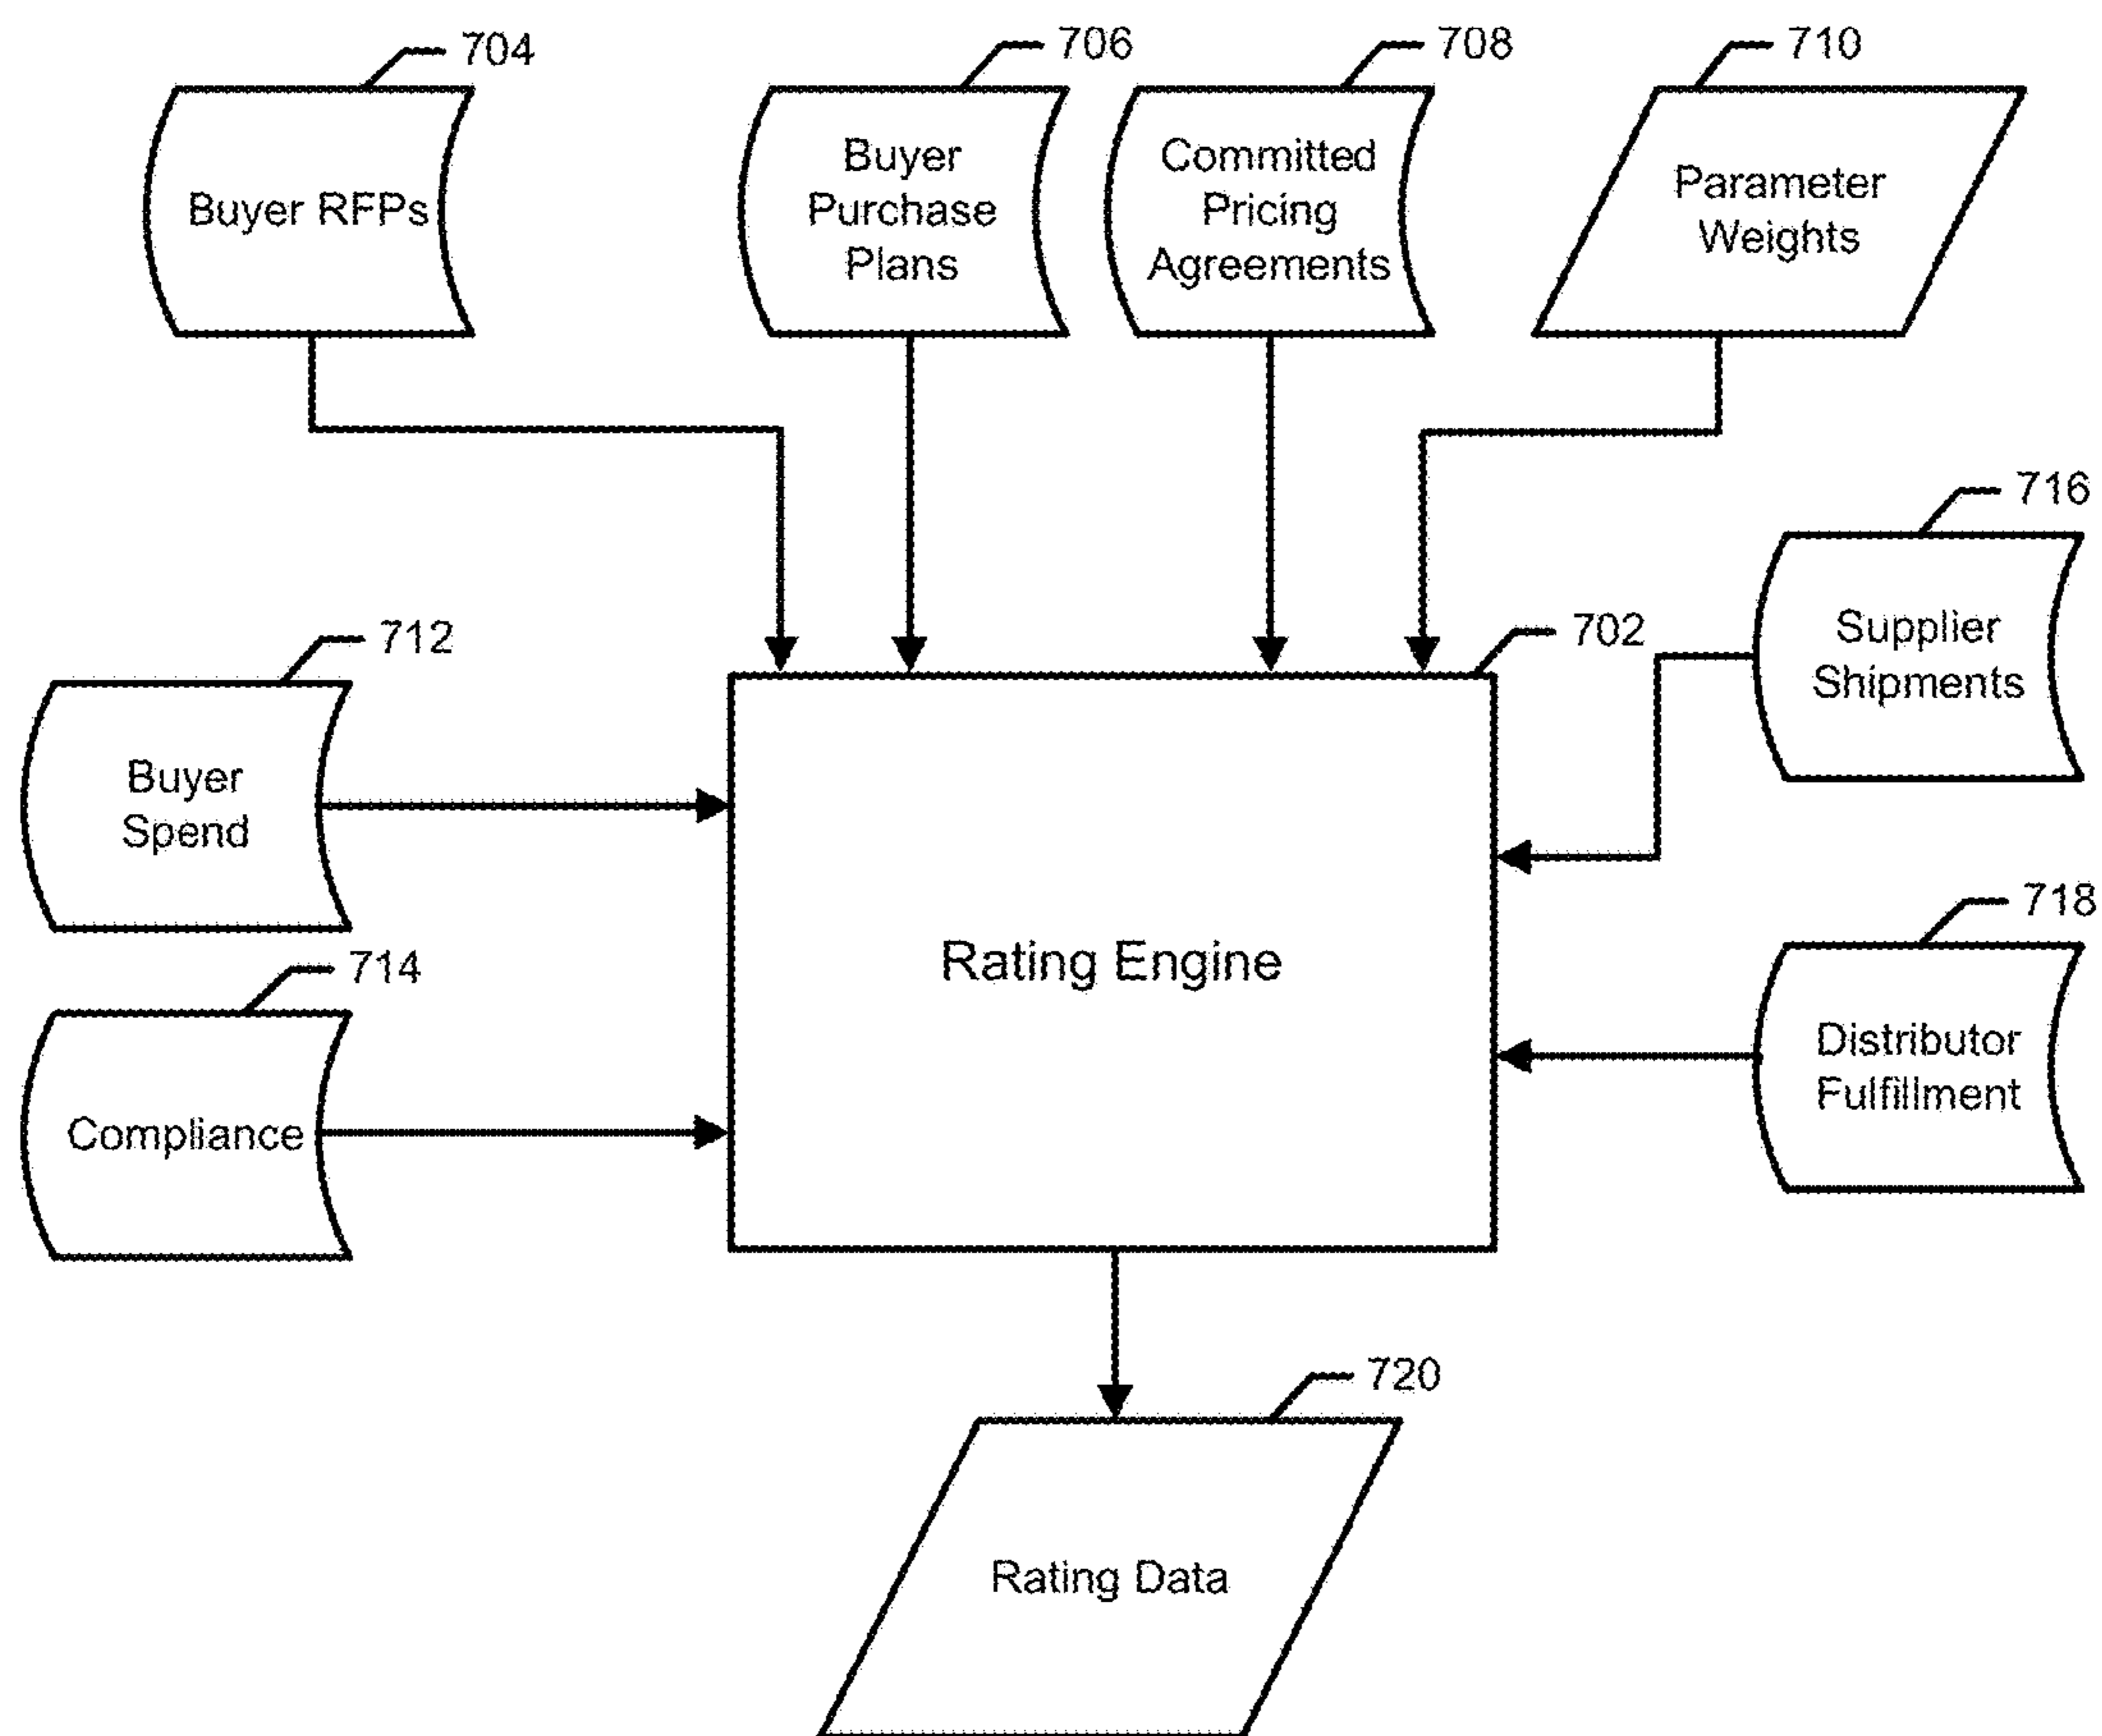 704
706
708
710
Buyer RFPs
Buyer
Purchase
Plans
Committed
Pricing
Agreements
Parameter
Weights
716
Supplier
Shipments
702
712
Buyer
Spend
Rating Engine
718
Distributor
Fulfillment
714
Compliance
720
Rating Data